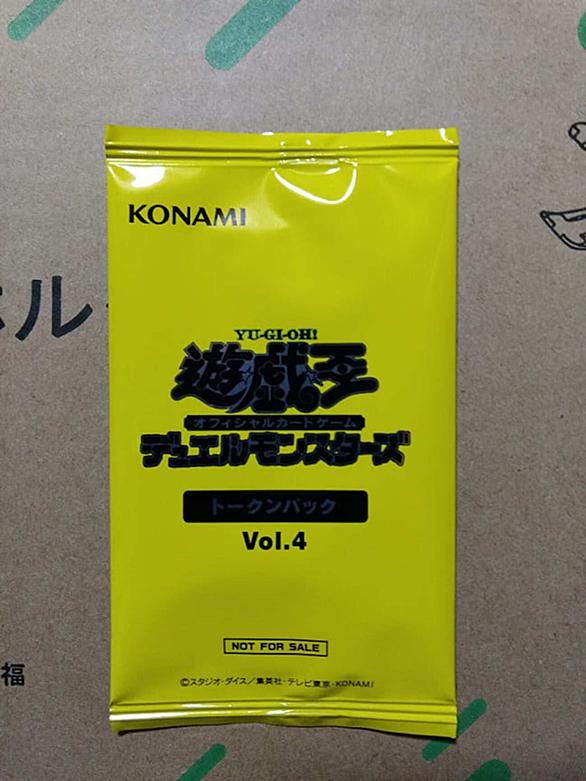 KONAMI
YU-GI-OH!
遊戯王
オフィシャルカードゲーム
デュエルモンスターズ
トークンパック
Vol.4
NOT FOR SALE
©スタジオ・ダイス/集英社・テレビ東京・KONAMI
ル
福